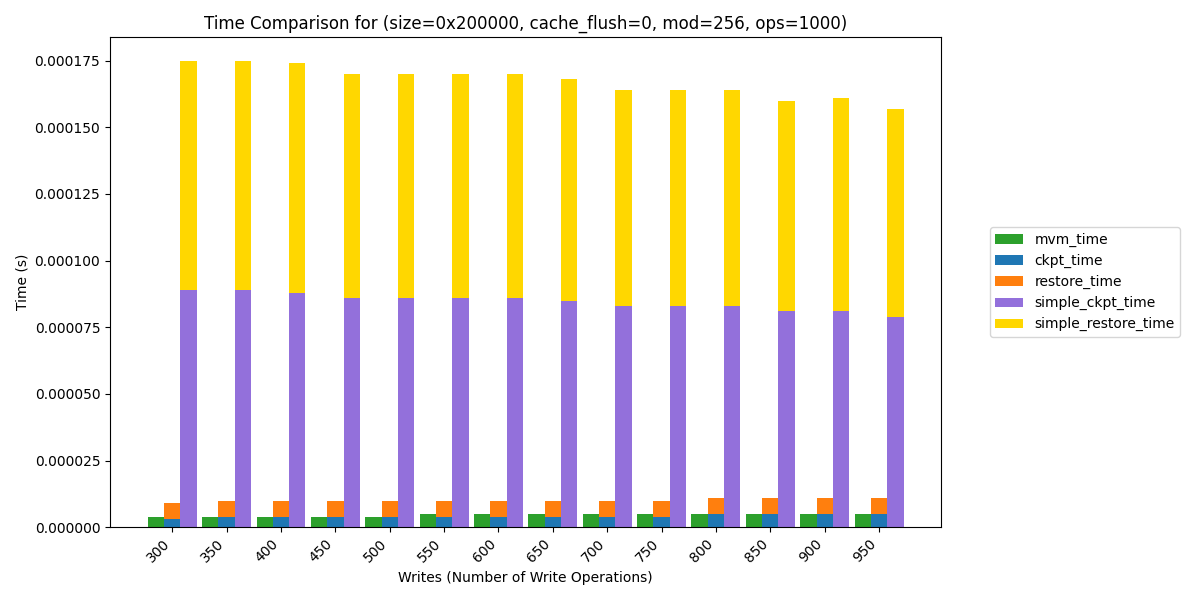 Time Comparison for (size=0x200000, cache_flush=0, mod=256, ops=1000)
Time (s)
0.000175
0.000150
0.000125
0.000100
0.000075
0.000050
0.000025
0.000000
300 350 400 450 500 550 600 650 700 750 800 850 900 950
Writes (Number of Write Operations)
mvm_time
ckpt_time
restore_time
simple_ckpt_time
simple_restore_time